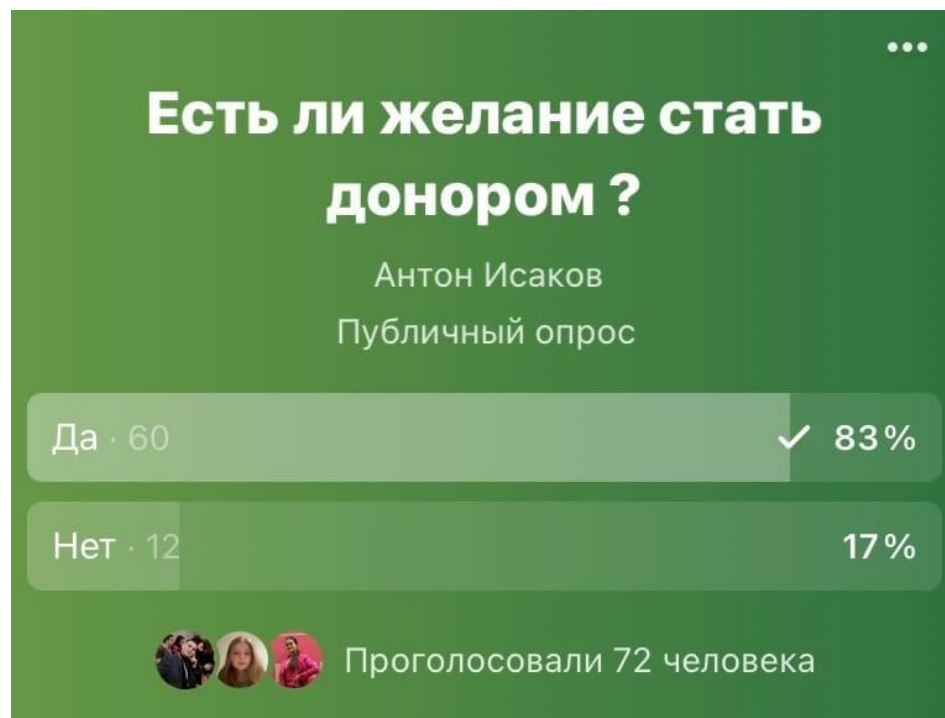 Есть ли желание стать
донором ?
Антон Исаков
Публичный опрос
Да · 60 83%
Нет · 12 17%
Проголосовали 72 человека